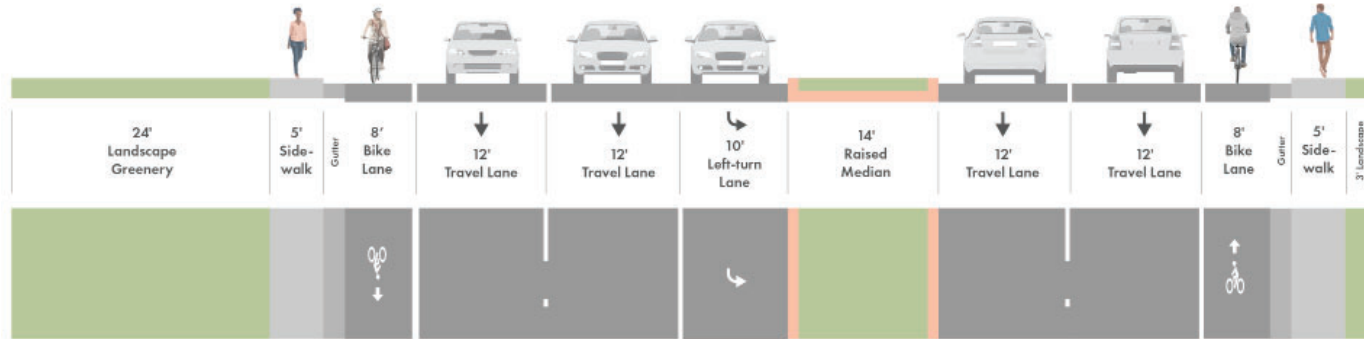 24'
Landscape
Greenery
5'
Side-
walk
Gutter
8'
Bike
Lane
12'
Travel Lane
12'
Travel Lane
10'
Left-turn
Lane
14'
Raised
Median
12'
Travel Lane
12'
Travel Lane
8'
Bike
Lane
Gutter
5'
Side-
walk
3' Landscape